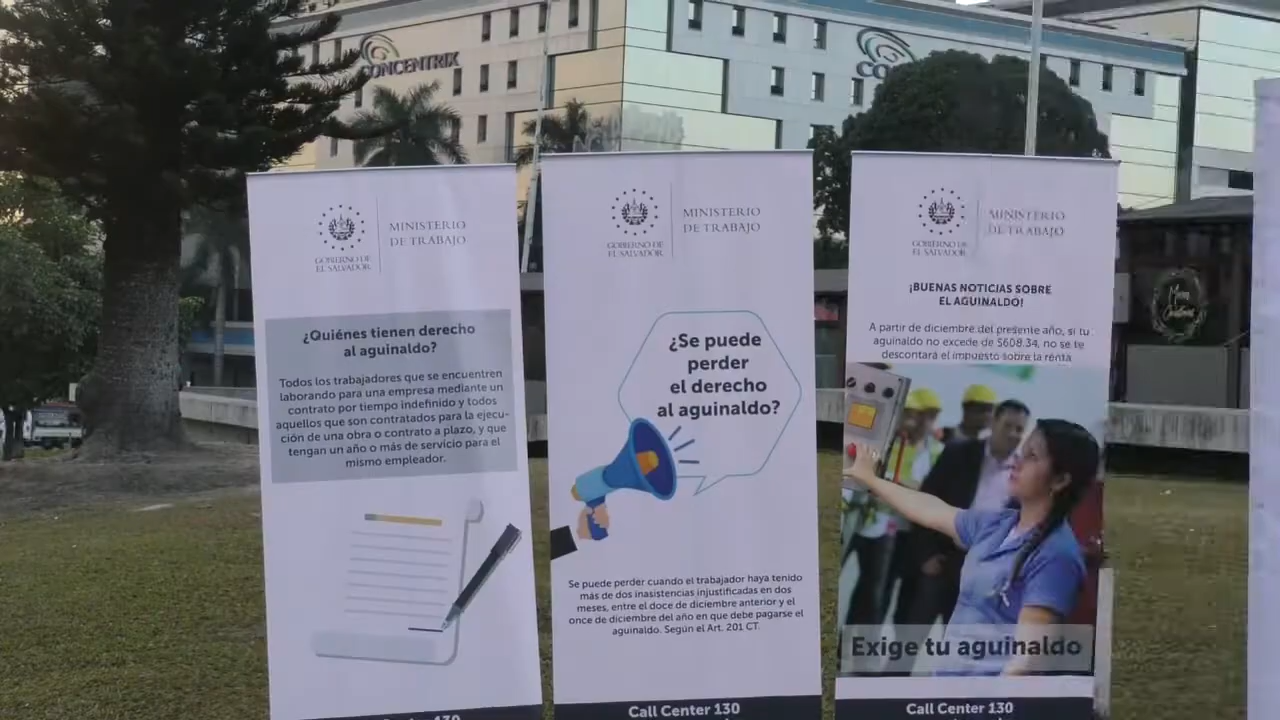 CONCENTRIX
GOBIERNO DE
EL SALVADOR
MINISTERIO
DE TRABAJO
¿Quiénes tienen derecho
al aguinaldo?
Todos los trabajadores que se encuentren
laborando para una empresa mediante un
contrato por tiempo indefinido y todos
aquellos que son contratados para la ejecu-
ción de una obra o contrato a plazo, y que
tengan un año o más de servicio para el
mismo empleador.
GOBIERNO DE
EL SALVADOR
MINISTERIO
DE TRABAJO
¿Se puede
perder
el derecho
al aguinaldo?
Se puede perder cuando el trabajador haya tenido
más de dos inasistencias injustificadas en dos
meses, entre el doce de diciembre anterior y el
once de diciembre del año en que debe pagarse el
aguinaldo. Según el Art. 201 CT.
Call Center 130
GOBIERNO DE
EL SALVADOR
MINISTERIO
DE TRABAJO
¡BUENAS NOTICIAS SOBRE
EL AGUINALDO!
A partir de diciembre del presente año, si tu
aguinaldo no excede de $608.34, no se te
descontará el impuesto sobre la renta
Exige tu aguinaldo
Call Center 130